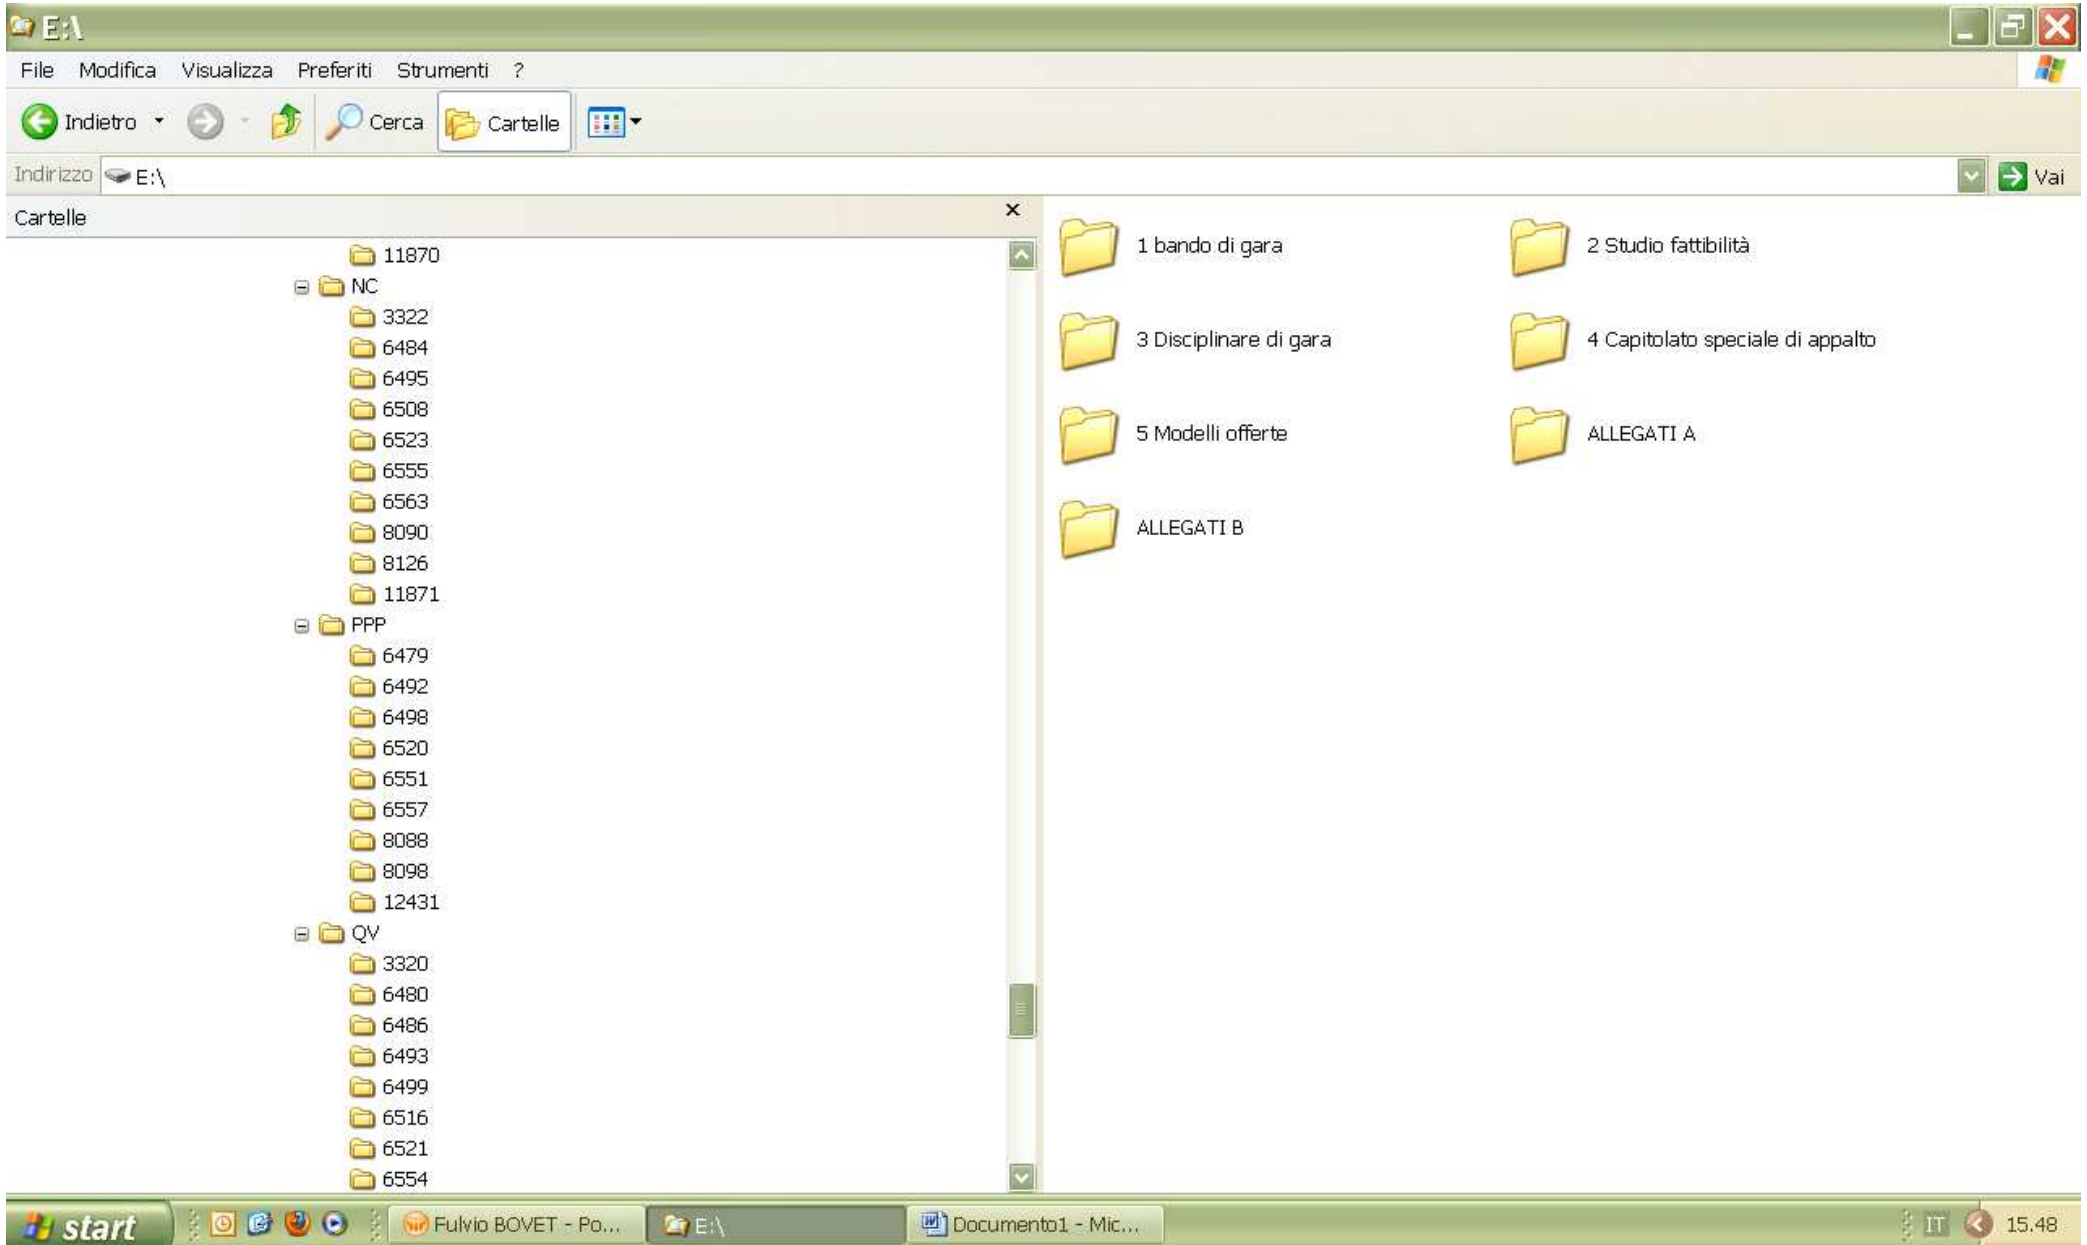 E:\
File Modifica Visualizza Preferiti Strumenti ?
Indietro Cerca Cartelle
Indirizzo E:\ Vai
Cartelle
11870
NC
3322
6484
6495
6508
6523
6555
6563
8090
8126
11871
PPP
6479
6492
6498
6520
6551
6557
8088
8098
12431
QV
3320
6480
6486
6493
6499
6516
6521
6554
1 bando di gara 2 Studio fattibilità
3 Disciplinare di gara 4 Capitolato speciale di appalto
5 Modelli offerte ALLEGATI A
ALLEGATI B
start Fulvio BOVET - Po... E:\ Documento1 - Mic... IT 15.48